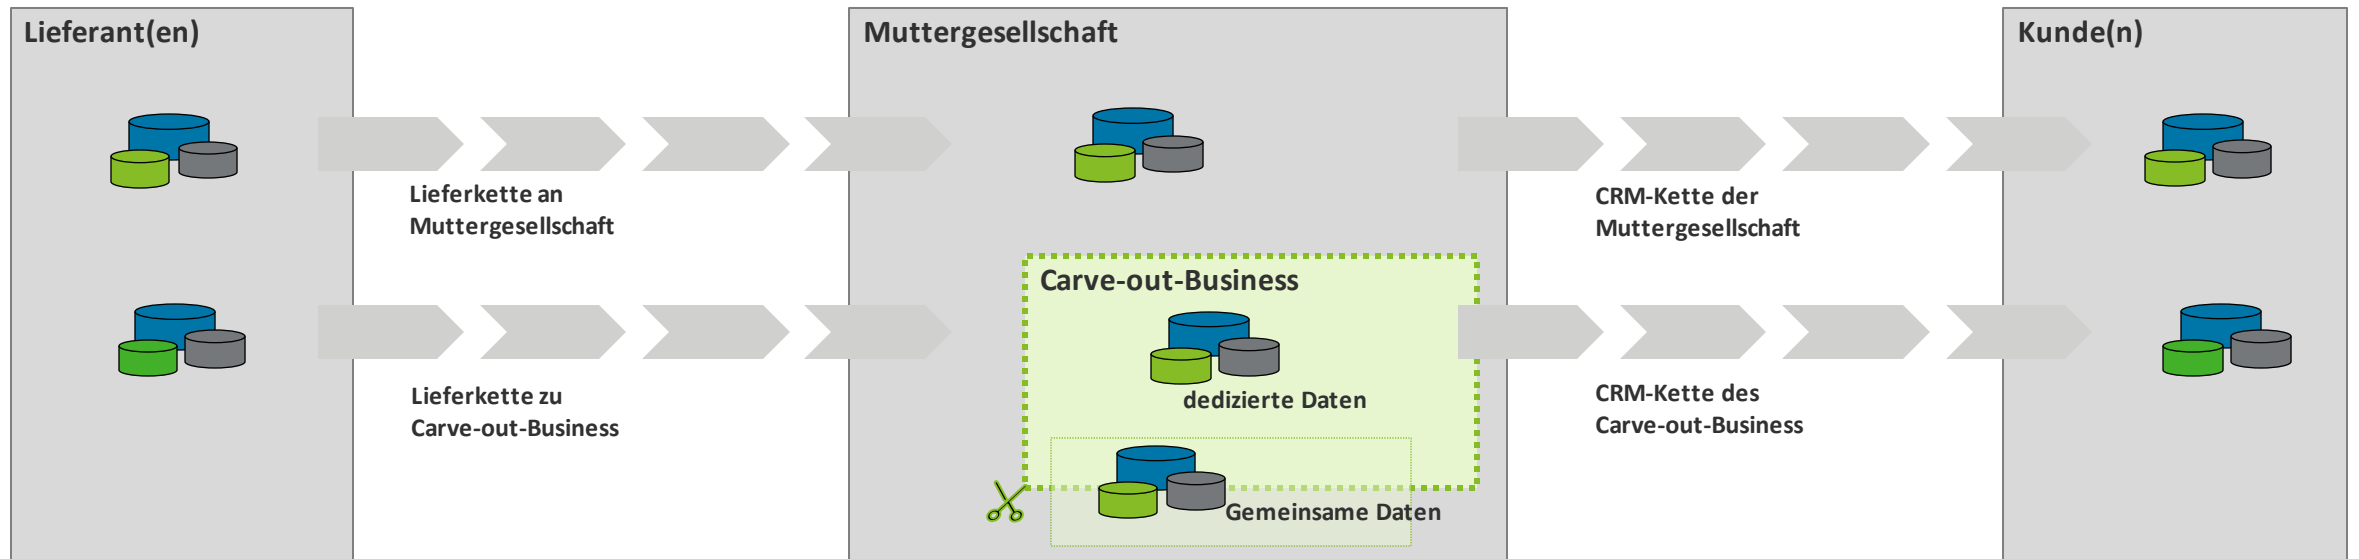 Lieferant(en)
Muttergesellschaft
Kunde(n)
Lieferkette an
Muttergesellschaft
CRM-Kette der
Muttergesellschaft
Carve-out-Business
dedizierte Daten
Lieferkette zu
Carve-out-Business
CRM-Kette des
Carve-out-Business
Gemeinsame Daten